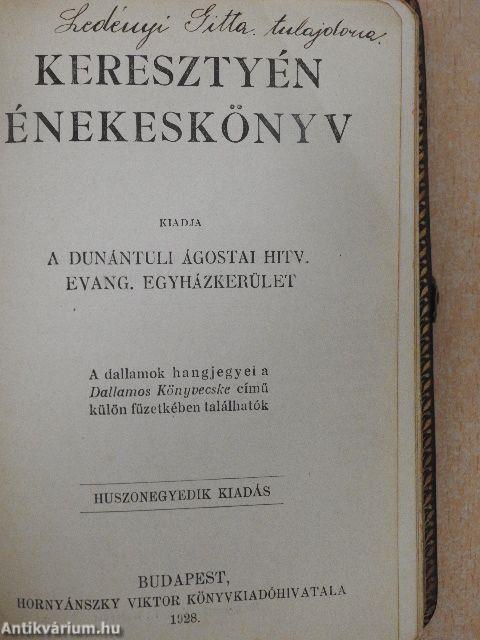 Ledényi Gitta tulajdona.
KERESZTYÉN
ÉNEKESKÖNYV
KIADJA
A DUNÁNTULI ÁGOSTAI HITV.
EVANG. EGYHÁZKERÜLET
A dallamok hangjegyei a
Dallamos Könyvecske című
külön füzetkében találhatók
HUSZONEGYEDIK KIADÁS
BUDAPEST,
HORNYÁNSZKY VIKTOR KÖNYVKIADÓHIVATALA
1928.
Antikvárium.hu